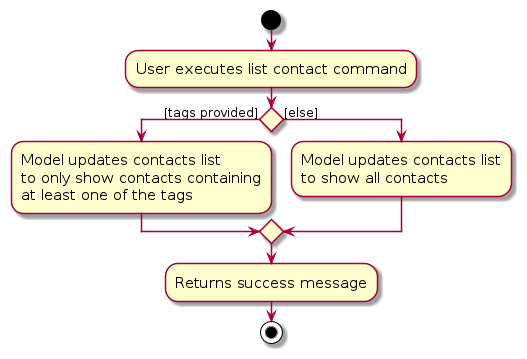 User executes list contact command
[tags provided]
[else]
Model updates contacts list
to only show contacts containing
at least one of the tags
Model updates contacts list
to show all contacts
Returns success message